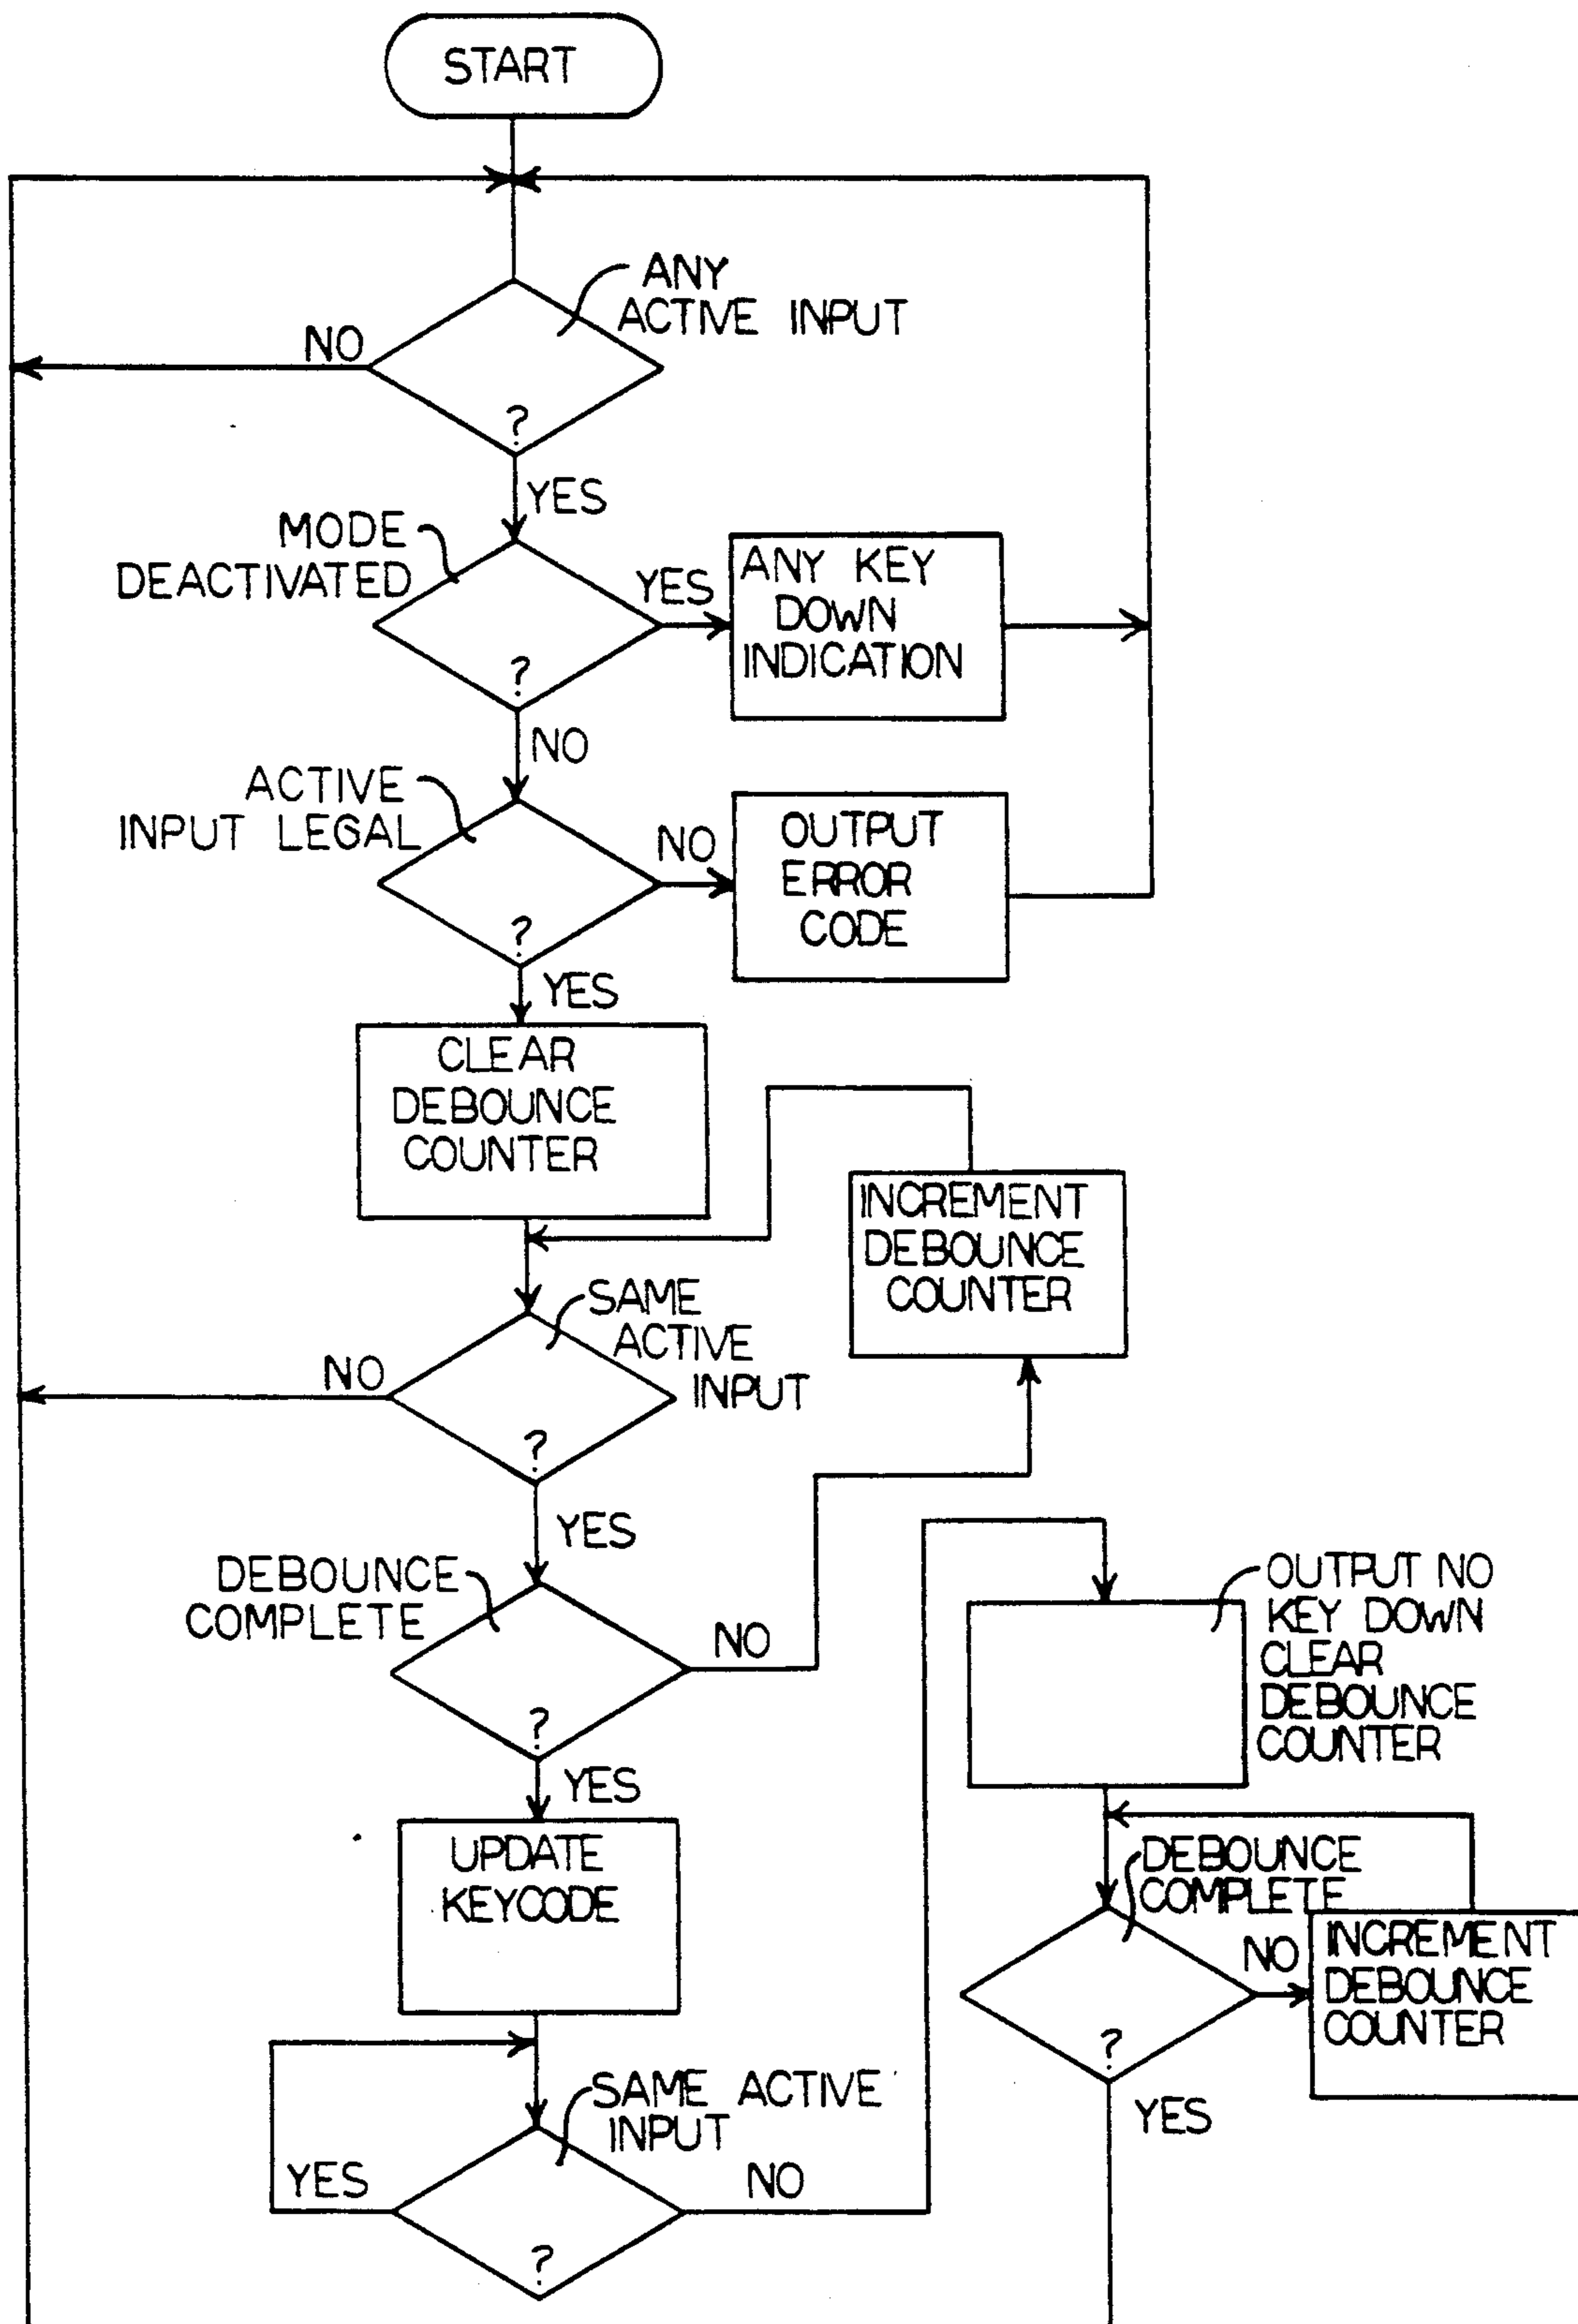 START
ANY
ACTIVE INPUT
NO
?
YES
MODE
DEACTIVATED
?
YES
ANY KEY
DOWN
INDICATION
NO
ACTIVE
INPUT LEGAL
?
NO
OUTPUT
ERROR
CODE
YES
CLEAR
DEBOUNCE
COUNTER
INCREMENT
DEBOUNCE
COUNTER
SAME
ACTIVE
INPUT
NO
?
YES
DEBOUNCE
COMPLETE
NO
?
YES
UPDATE
KEYCODE
SAME ACTIVE
INPUT
YES
NO
?
OUTPUT NO
KEY DOWN
CLEAR
DEBOUNCE
COUNTER
DEBOUNCE
COMPLETE
NO
?
INCREMENT
DEBOUNCE
COUNTER
YES